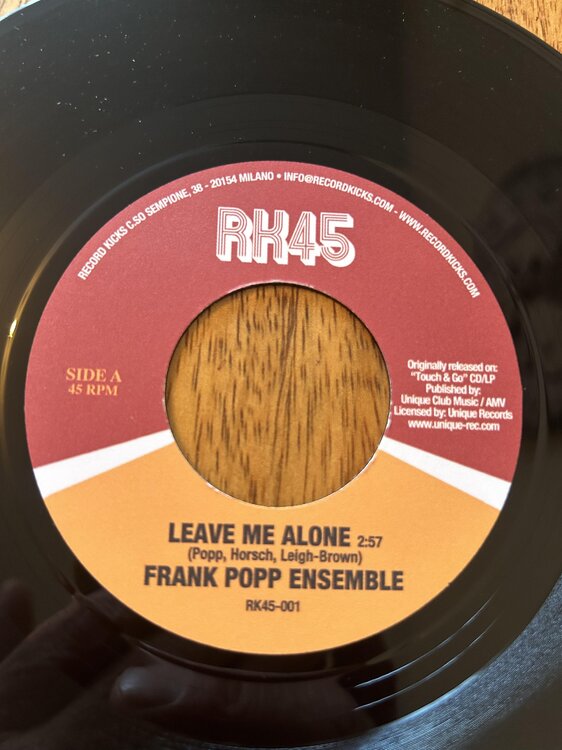 RECORD KICKS C.SO SEMPIONE, 38 - 20154 MILANO • INFO@RECORDKICKS.COM - WWW.RECORDKICKS.COM
RK45
SIDE A
45 RPM
Originally released on:
"Touch & Go" CD/LP
Published by:
Unique Club Music / AMV
Licensed by: Unique Records
www.unique-rec.com
LEAVE ME ALONE 2:57
(Popp, Horsch, Leigh-Brown)
FRANK POPP ENSEMBLE
RK45-001